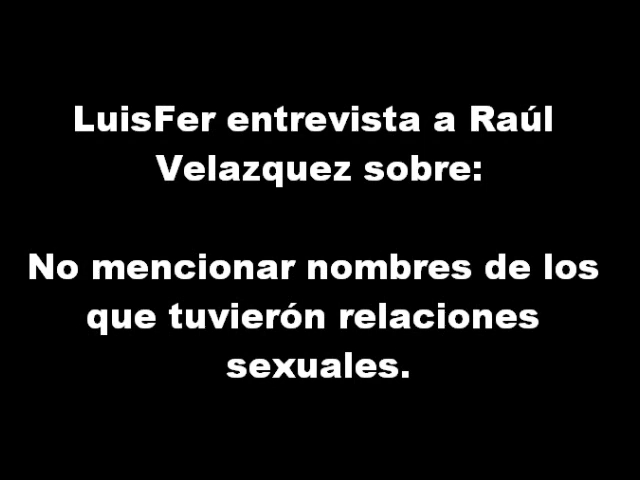 LuisFer entrevista a Raúl
Velazquez sobre:
No mencionar nombres de los
que tuvierón relaciones
sexuales.